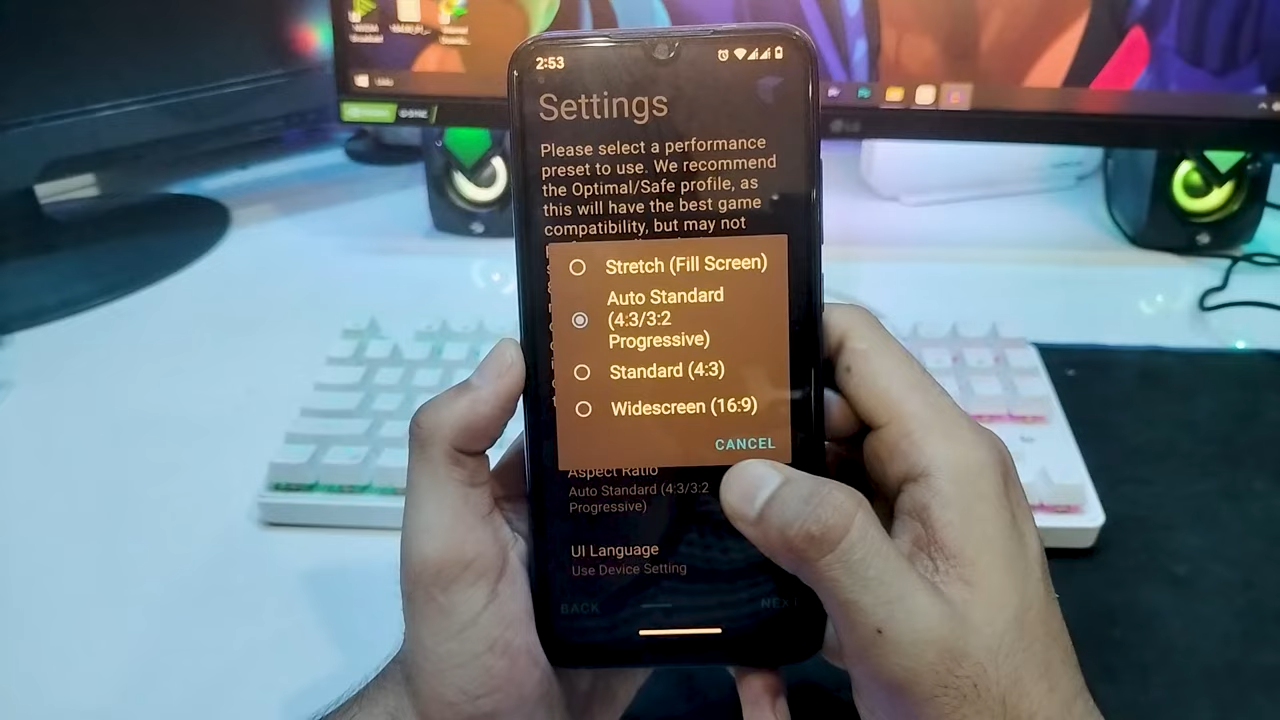 2:53
Settings
Please select a performance
preset to use. We recommend
the Optimal/Safe profile, as
this will have the best game
compatibility, but may not
Stretch (Fill Screen)
Auto Standard
(4:3/3:2
Progressive)
Standard (4:3)
Widescreen (16:9)
CANCEL
Aspect Ratio
Auto Standard (4:3/3:2
Progressive)
UI Language
Use Device Setting
BACK
NEXT
LG